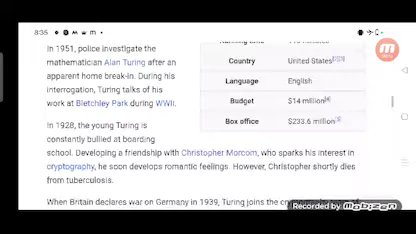 8:35
In 1951, police investigate the
mathematician Alan Turing after an
apparent home break-in. During his
interrogation, Turing talks of his
work at Bletchley Park during WWII.
Country United States
Language English
Budget $14 million[4]
Box office $233.6 million[5]
In 1928, the young Turing is
constantly bullied at boarding
school. Developing a friendship with Christopher Morcom, who sparks his interest in
cryptography, he soon develops romantic feelings. However, Christopher shortly dies
from tuberculosis.
When Britain declares war on Germany in 1939, Turing joins the
Recorded by Mobizen